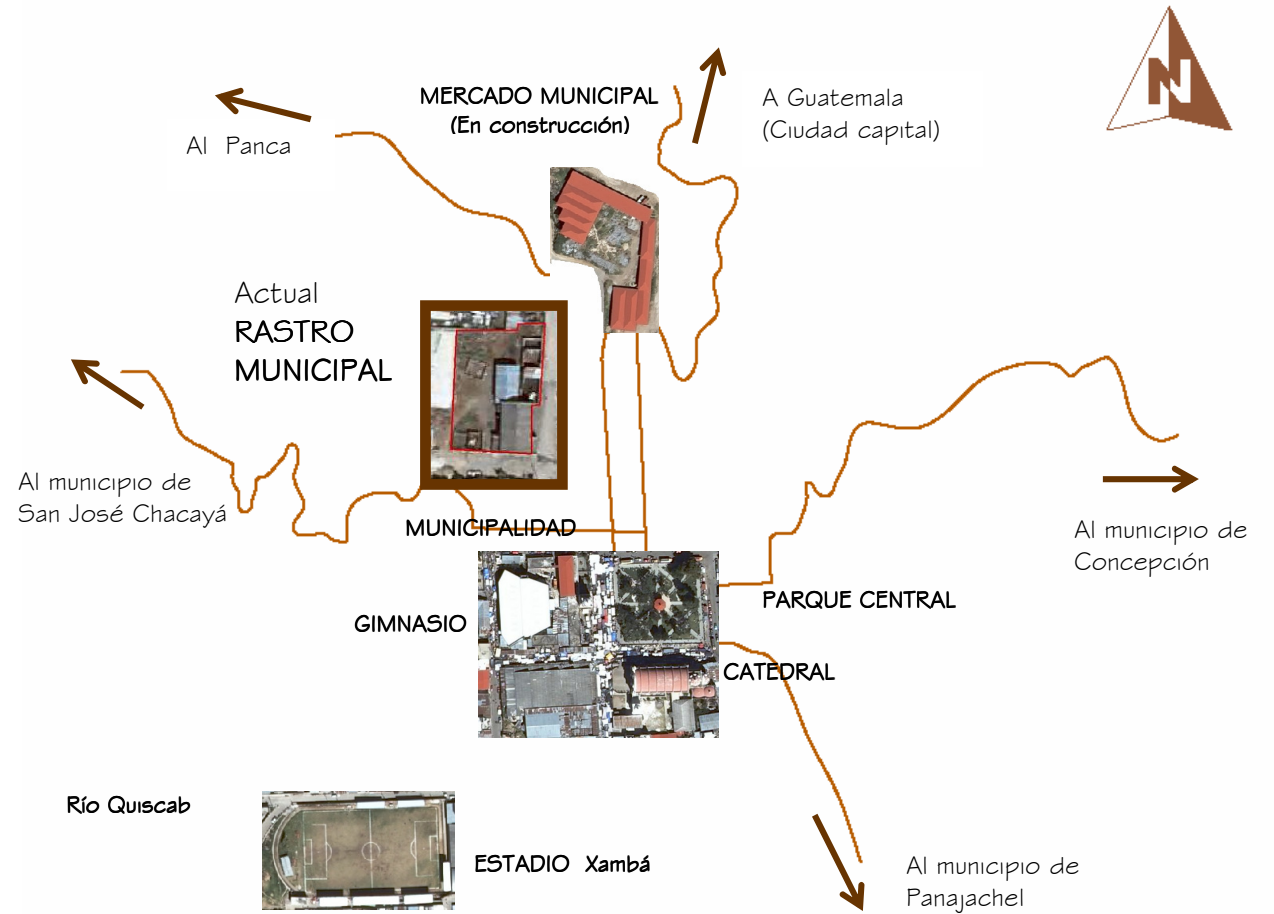 MERCADO MUNICIPAL
(En construcción)
A Guatemala
(Ciudad capital)
N
Al Panca
Actual
RASTRO
MUNICIPAL
Al municipio de
San José Chacayá
MUNICIPALIDAD
Al municipio de
Concepción
PARQUE CENTRAL
GIMNASIO
CATEDRAL
Río Quiscab
ESTADIO Xambá
Al municipio de
Panajachel